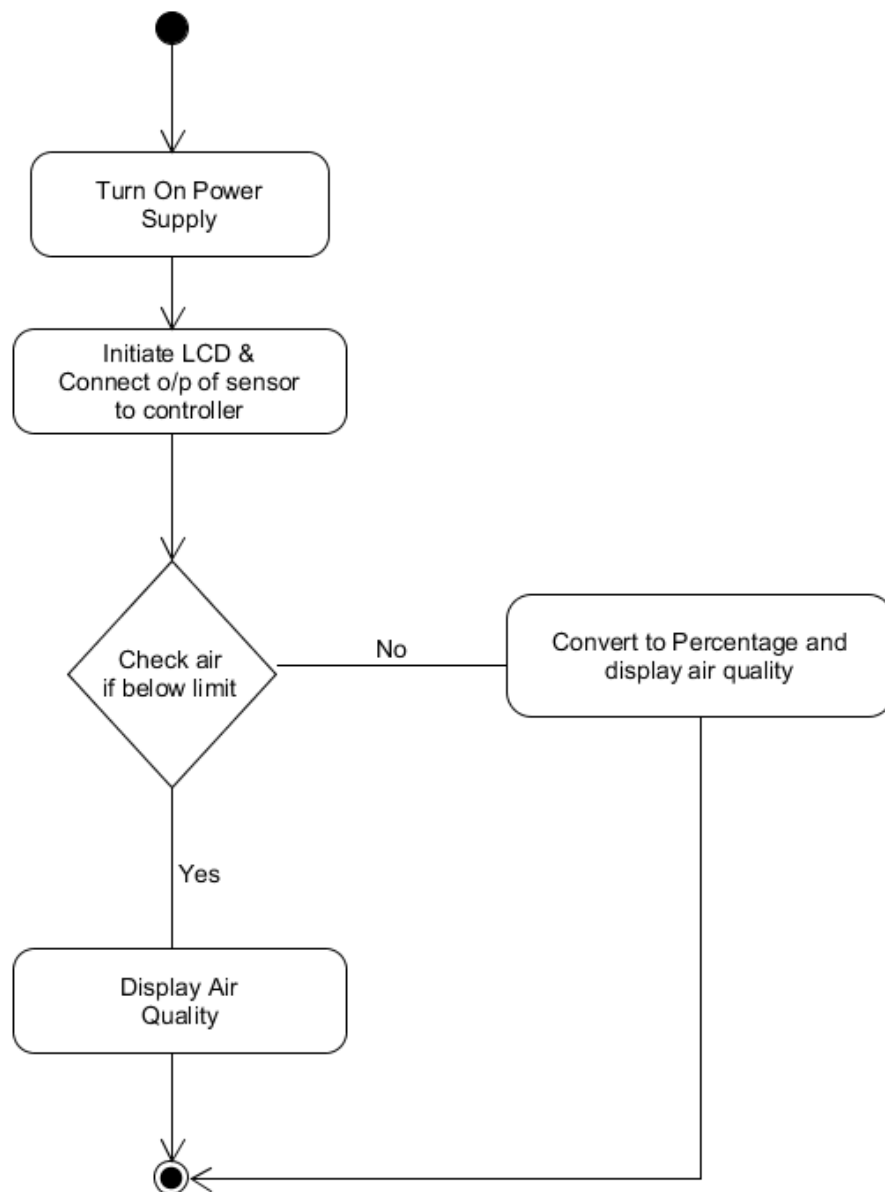 Turn On Power
Supply
Initiate LCD &
Connect o/p of sensor
to controller
Check air
if below limit
No
Convert to Percentage and
display air quality
Yes
Display Air
Quality